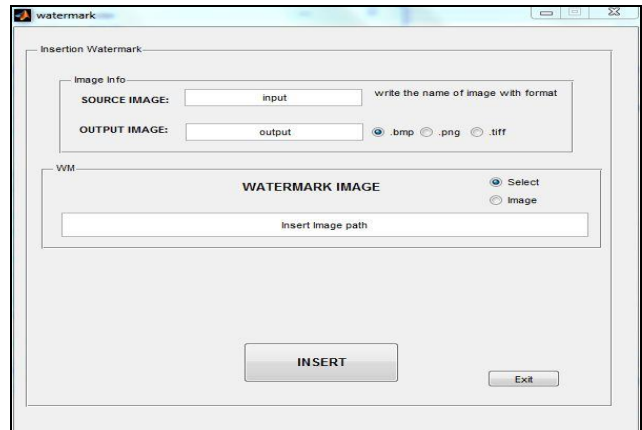 watermark
Insertion Watermark
Image Info
SOURCE IMAGE: input write the name of image with format
OUTPUT IMAGE: output .bmp .png .tiff
WM
WATERMARK IMAGE
Select
Image
Insert Image path
INSERT
Exit